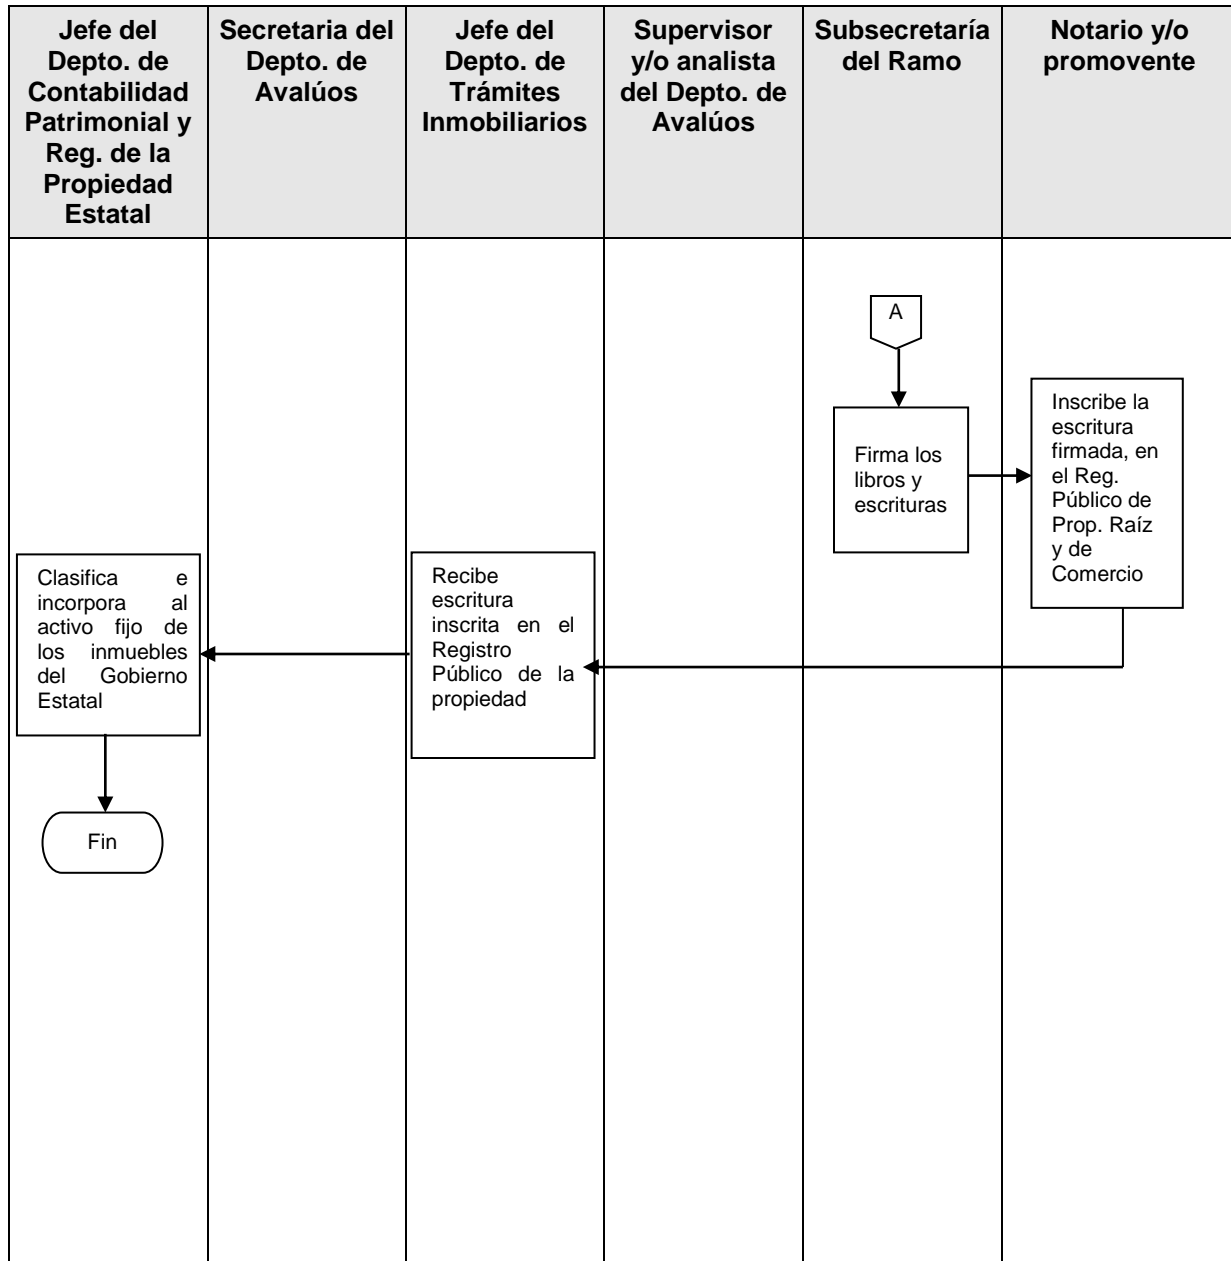 Jefe del
Depto. de
Contabilidad
Patrimonial y
Reg. de la
Propiedad
Estatal
Secretaria del
Depto. de
Avalúos
Jefe del
Depto. de
Trámites
Inmobiliarios
Supervisor
y/o analista
del Depto. de
Avalúos
Subsecretaría
del Ramo
Notario y/o
promovente
A
Firma los
libros y
escrituras
Inscribe la
escritura
firmada, en
el Reg.
Público de
Prop. Raíz
y de
Comercio
Recibe
escritura
inscrita en el
Registro
Público de la
propiedad
Clasifica e
incorpora al
activo fijo de
los inmuebles
del Gobierno
Estatal
Fin